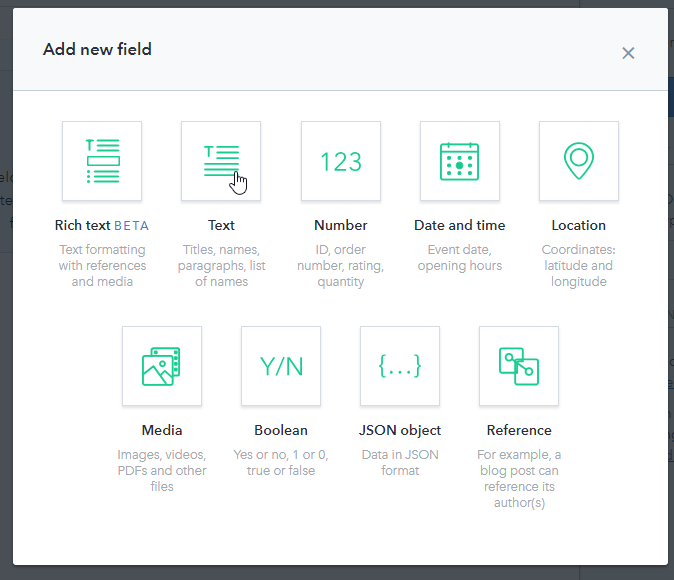 Add new field
T
T
123
Rich text BETA
Text
Number
Date and time
Location
Text formatting
with references
and media
Titles, names,
paragraphs, list
of names
ID, order
number, rating,
quantity
Event date,
opening hours
Coordinates:
latitude and
longitude
Y/N
{...}
Media
Boolean
JSON object
Reference
Images, videos,
PDFs and other
files
Yes or no, 1 or 0,
true or false
Data in JSON
format
For example, a
blog post can
reference its
author(s)